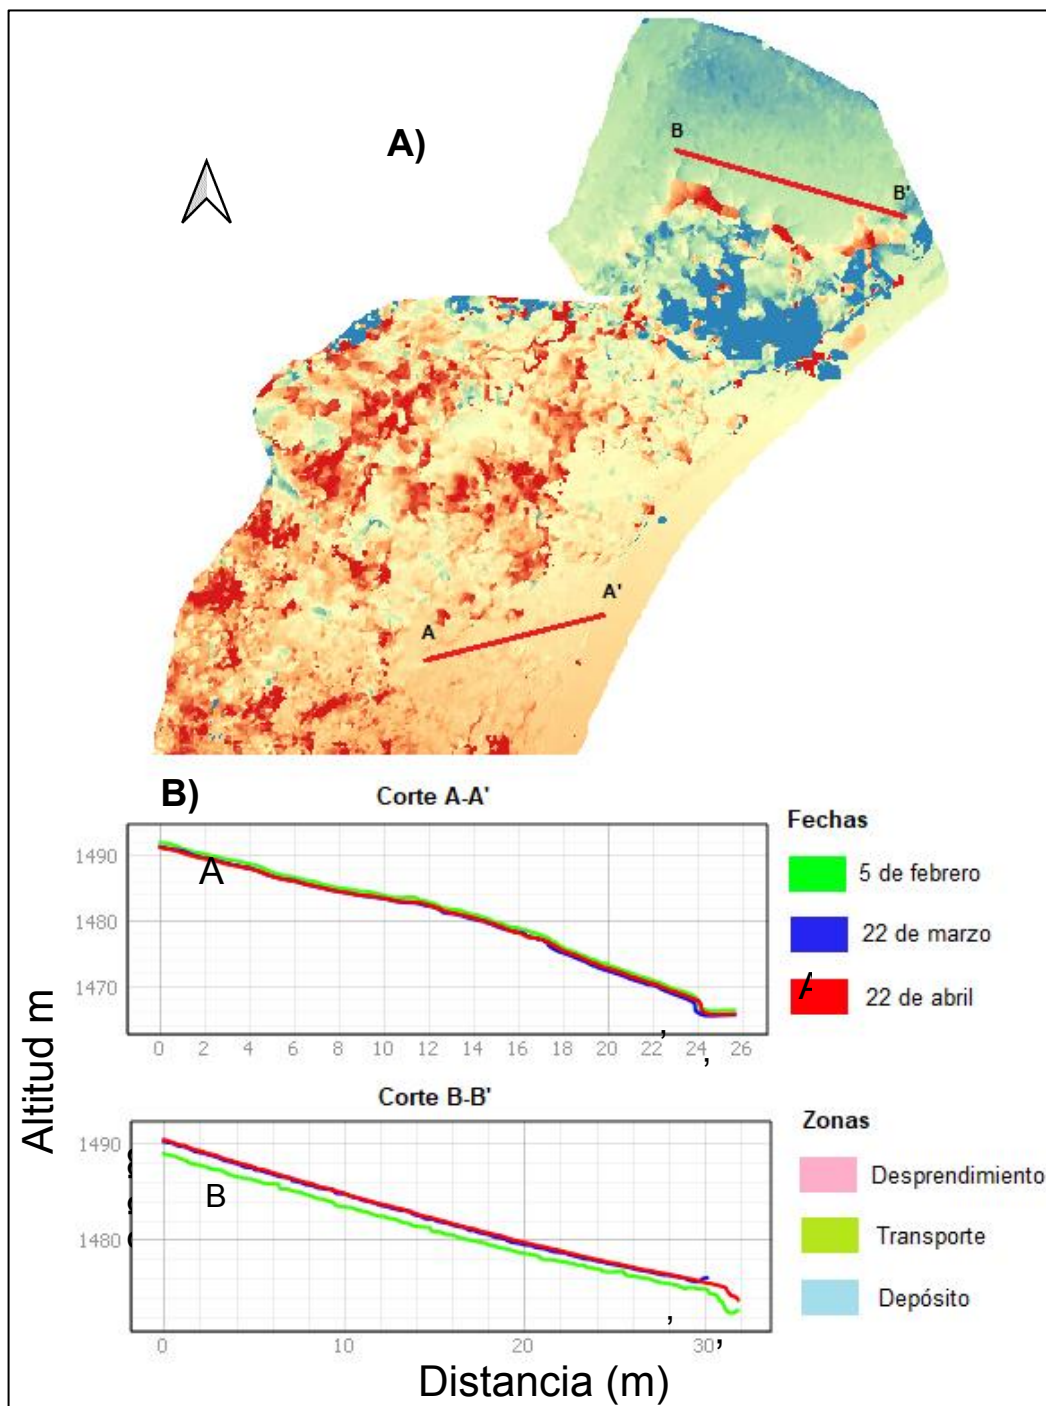 A)
B
B'
A'
A
B)
Corte A-A'
Altitud m
1490
1480
1470
A
0 2 4 6 8 10 12 14 16 18 20 22 24 26
,
,
Fechas
5 de febrero
22 de marzo
22 de abril
Corte B-B'
1490
1480
B
0 10 20 30
,
,
Distancia (m)
Zonas
Desprendimiento
Transporte
Depósito